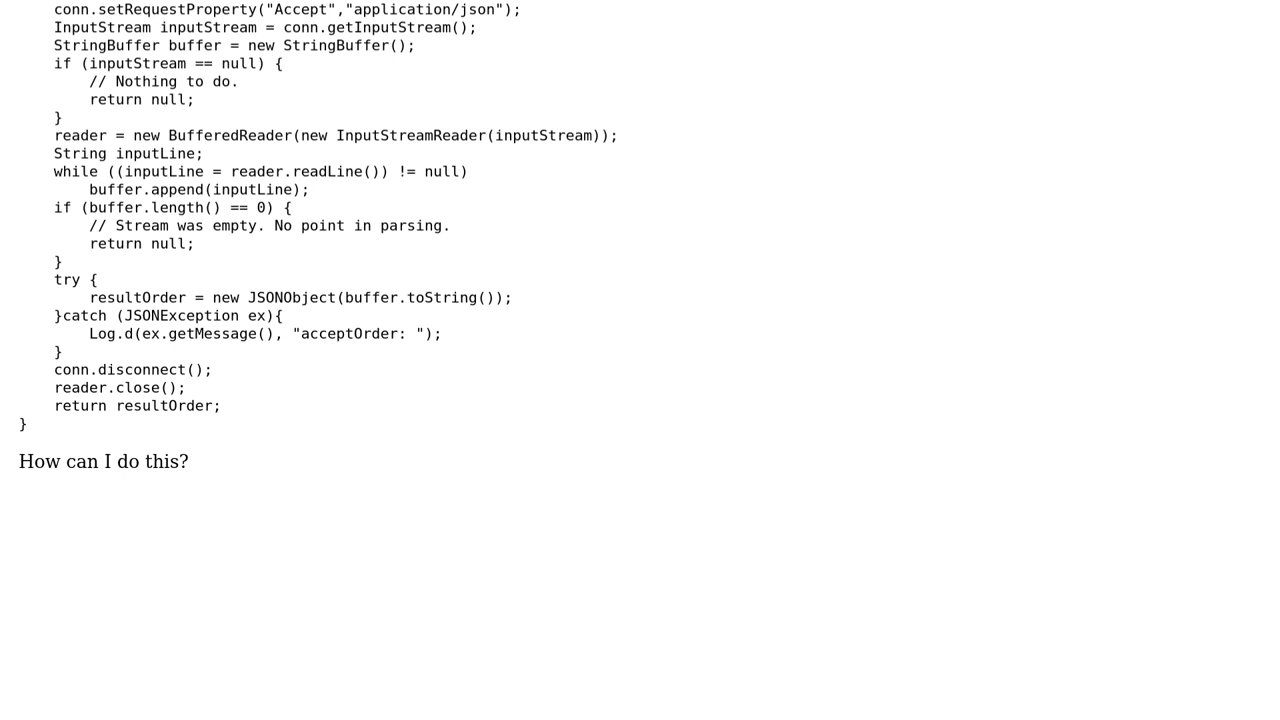 conn.setRequestProperty("Accept","application/json");
InputStream inputStream = conn.getInputStream();
StringBuffer buffer = new StringBuffer();
if (inputStream == null) {
// Nothing to do.
return null;
}
reader = new BufferedReader(new InputStreamReader(inputStream));
String inputLine;
while ((inputLine = reader.readLine()) != null)
buffer.append(inputLine);
if (buffer.length() == 0) {
// Stream was empty. No point in parsing.
return null;
}
try {
resultOrder = new JSONObject(buffer.toString());
}catch (JSONException ex){
Log.d(ex.getMessage(), "acceptOrder: ");
}
conn.disconnect();
reader.close();
return resultOrder;
}
How can I do this?